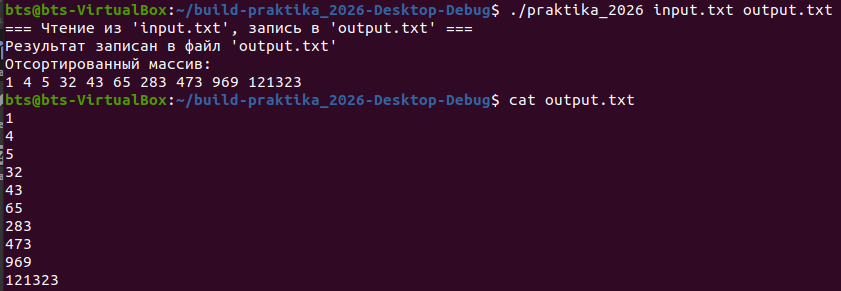 bts@bts-VirtualBox:~/build-praktika_2026-Desktop-Debug$ ./praktika_2026 input.txt output.txt
=== Чтение из 'input.txt', запись в 'output.txt' ===
Результат записан в файл 'output.txt'
Отсортированный массив:
1 4 5 32 43 65 283 473 969 121323
bts@bts-VirtualBox:~/build-praktika_2026-Desktop-Debug$ cat output.txt
1
4
5
32
43
65
283
473
969
121323